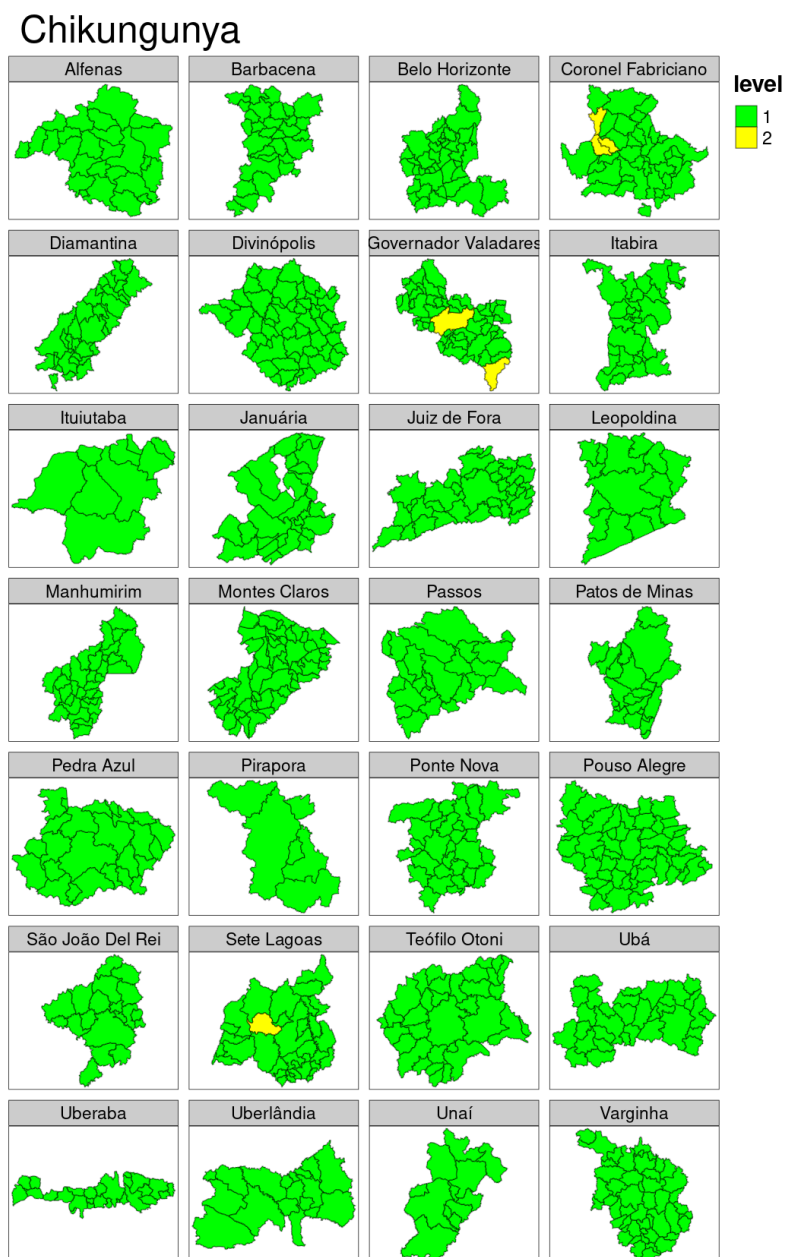 Chikungunya
Alfenas
Barbacena
Belo Horizonte
Coronel Fabriciano
level
1
2
Diamantina
Divinópolis
Governador Valadares
Itabira
Ituiutaba
Januária
Juiz de Fora
Leopoldina
Manhumirim
Montes Claros
Passos
Patos de Minas
Pedra Azul
Pirapora
Ponte Nova
Pouso Alegre
São João Del Rei
Sete Lagoas
Teófilo Otoni
Ubá
Uberaba
Uberlândia
Unaí
Varginha